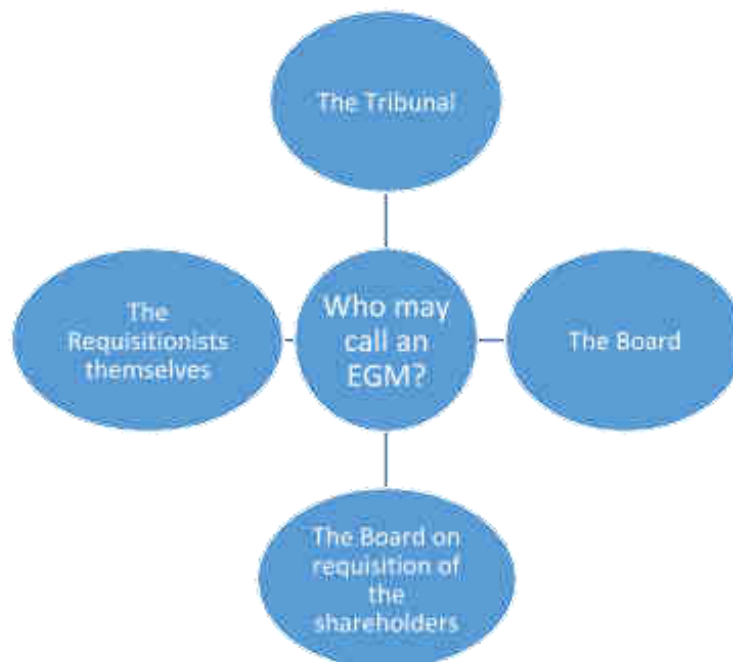 The Tribunal
The
Requisitionists
themselves
Who may
call an
EGM?
The Board
The Board on
requisition of
the
shareholders